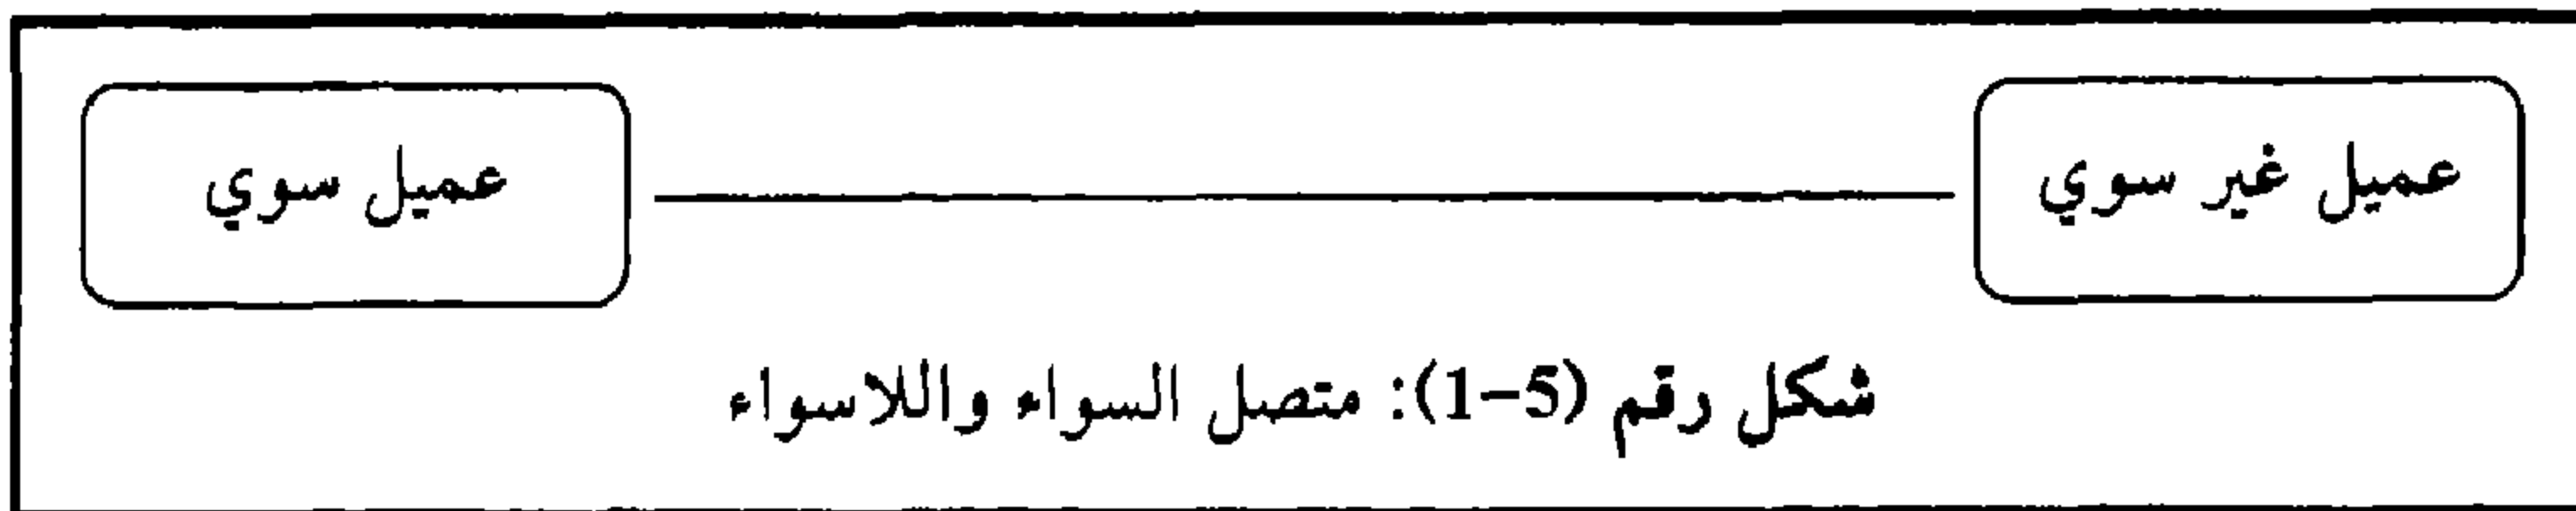 عميل غير سوي
عميل سوي
شكل رقم (5-1): متصل السواء واللاسواء